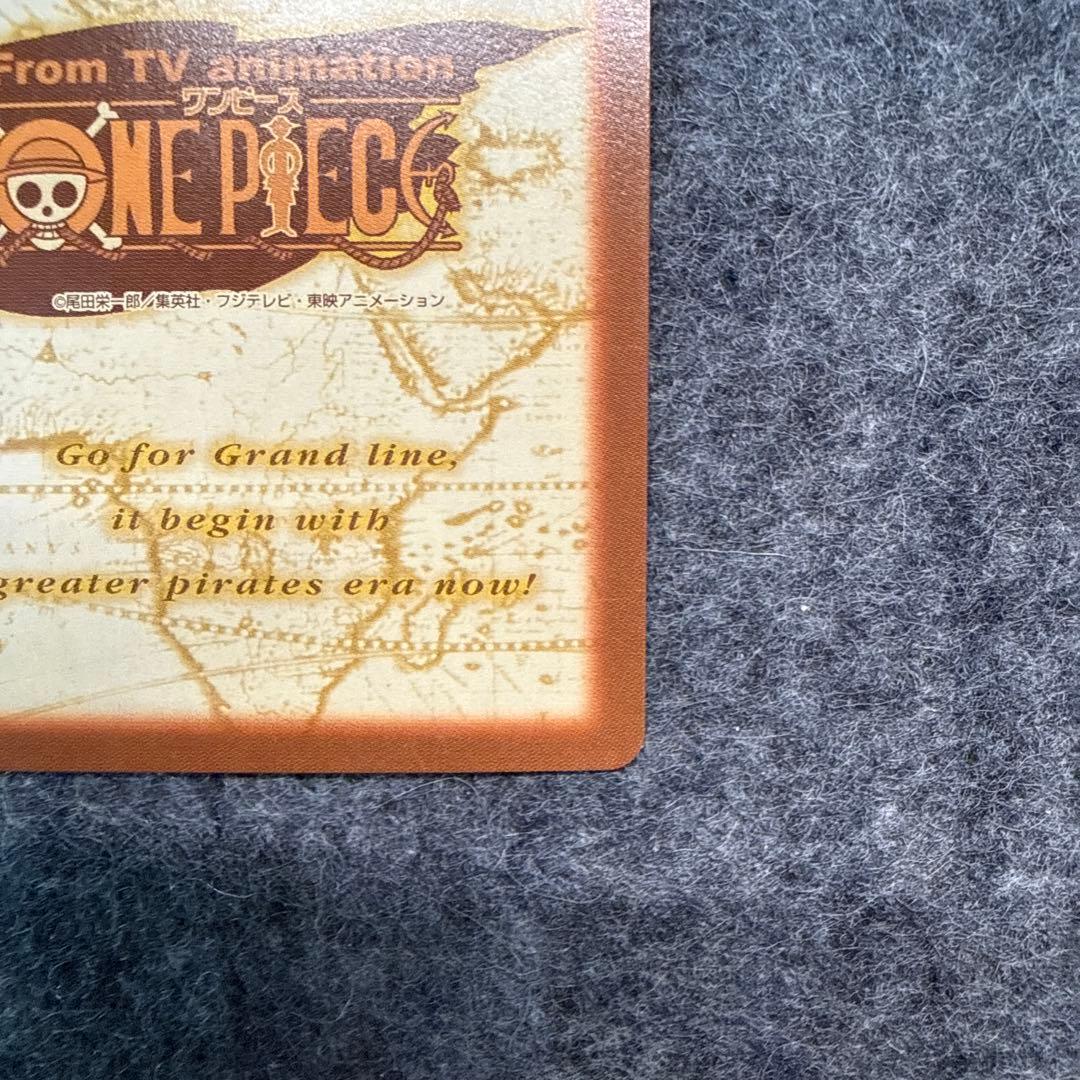 From TV animation
ワンピース
ONE PIECE
©尾田栄一郎/集英社・フジテレビ・東映アニメーション
Go for Grand line,
it begin with
greater pirates era now!